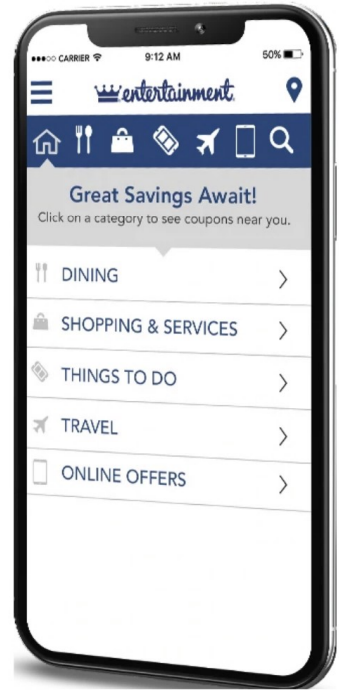 CARRIER 9:12 AM 50%
entertainment.
Great Savings Await!
Click on a category to see coupons near you.
DINING
SHOPPING & SERVICES
THINGS TO DO
TRAVEL
ONLINE OFFERS